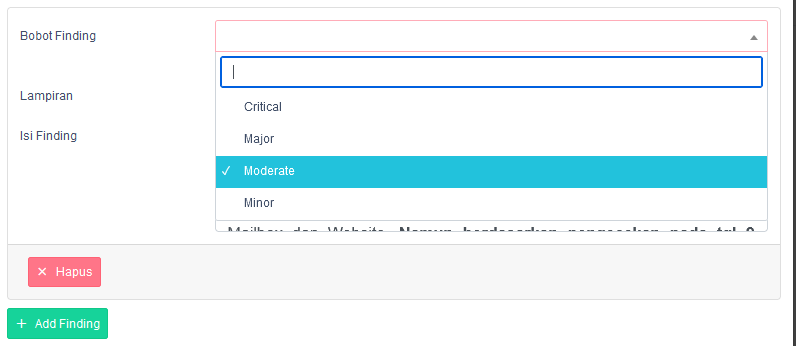 Bobot Finding
Critical
Lampiran
Isi Finding
Major
Moderate
Minor
Mailbox dan Website. Namun berdasarkan pengecekan pada tgl 9
Hapus
Add Finding